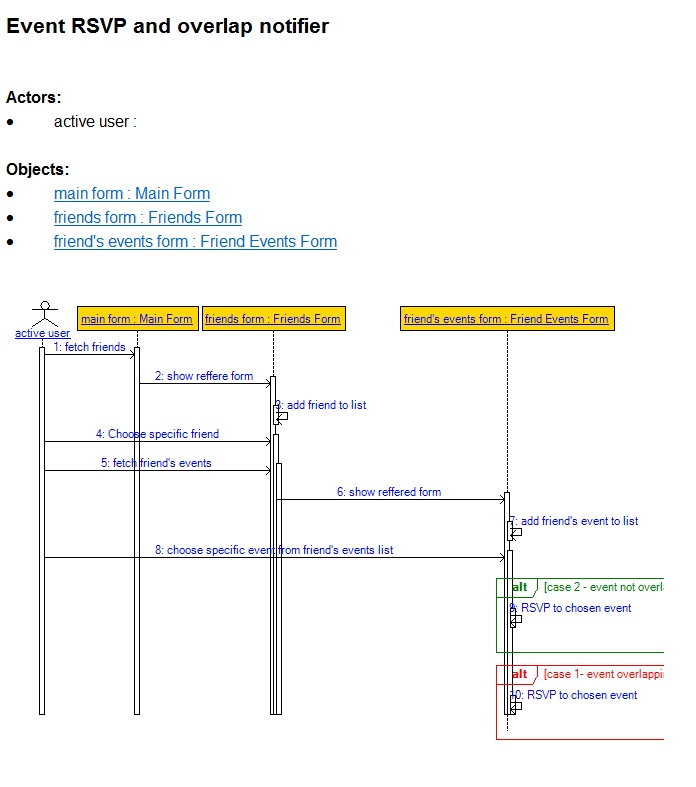 Event RSVP and overlap notifier
Actors:
• active user :
Objects:
• main form : Main Form
• friends form : Friends Form
• friend's events form : Friend Events Form
active user
main form : Main Form
friends form : Friends Form
friend's events form : Friend Events Form
1: fetch friends
2: show reffere form
3: add friend to list
4: Choose specific friend
5: fetch friend's events
6: show reffered form
7: add friend's event to list
8: choose specific event from friend's events list
alt [case 2 - event not overl
9: RSVP to chosen event
alt [case 1- event overlappi
10: RSVP to chosen event